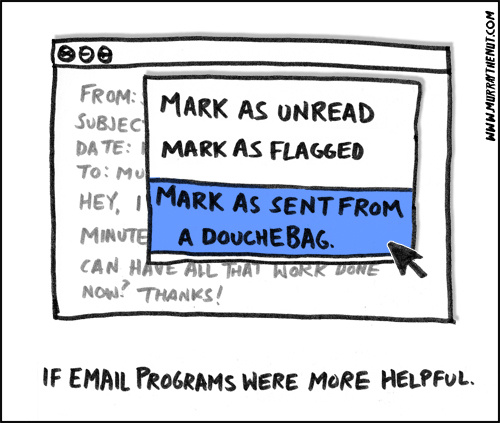 WWW.MURRAYTHENUT.COM
FROM:
SUBJEC
DATE:
TO: MU
HEY, I
MINUTE
CAN HAVE ALL THAT WORK DONE
NOW? THANKS!
MARK AS UNREAD
MARK AS FLAGGED
MARK AS SENT FROM
A DOUCHEBAG.
IF EMAIL PROGRAMS WERE MORE HELPFUL.